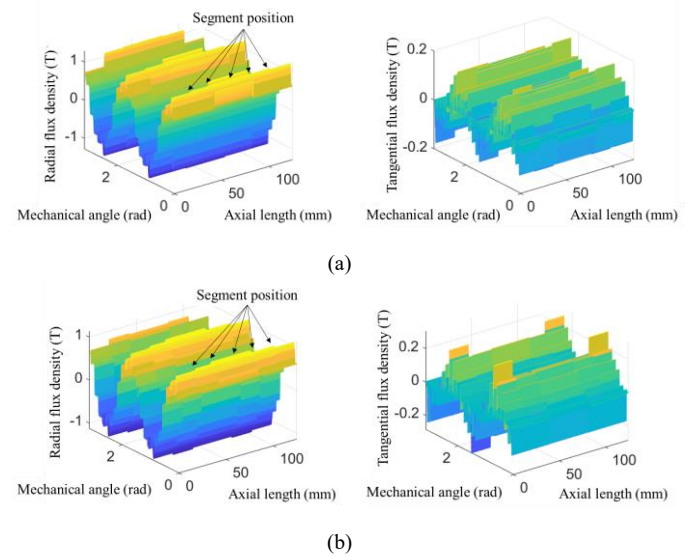 Segment position
Radial flux density (T)
1
0
-1
2
0
0
50
100
Mechanical angle (rad)
Axial length (mm)
Tangential flux density (T)
0.2
0
-0.2
2
0
0
50
100
Mechanical angle (rad)
Axial length (mm)
(a)
Segment position
Radial flux density (T)
1
0
-1
2
0
0
50
100
Mechanical angle (rad)
Axial length (mm)
Tangential flux density (T)
0.2
0
-0.2
2
0
0
50
100
Mechanical angle (rad)
Axial length (mm)
(b)